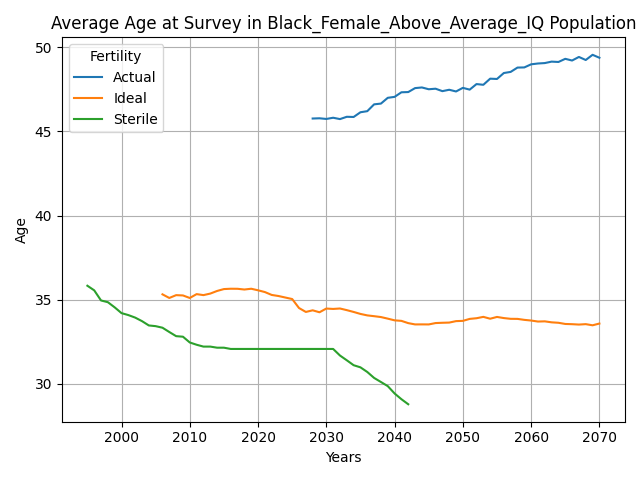 Average Age at Survey in Black_Female_Above_Average_IQ Population
Fertility
Actual
Ideal
Sterile
50
45
40
35
30
Age
2000 2010 2020 2030 2040 2050 2060 2070
Years